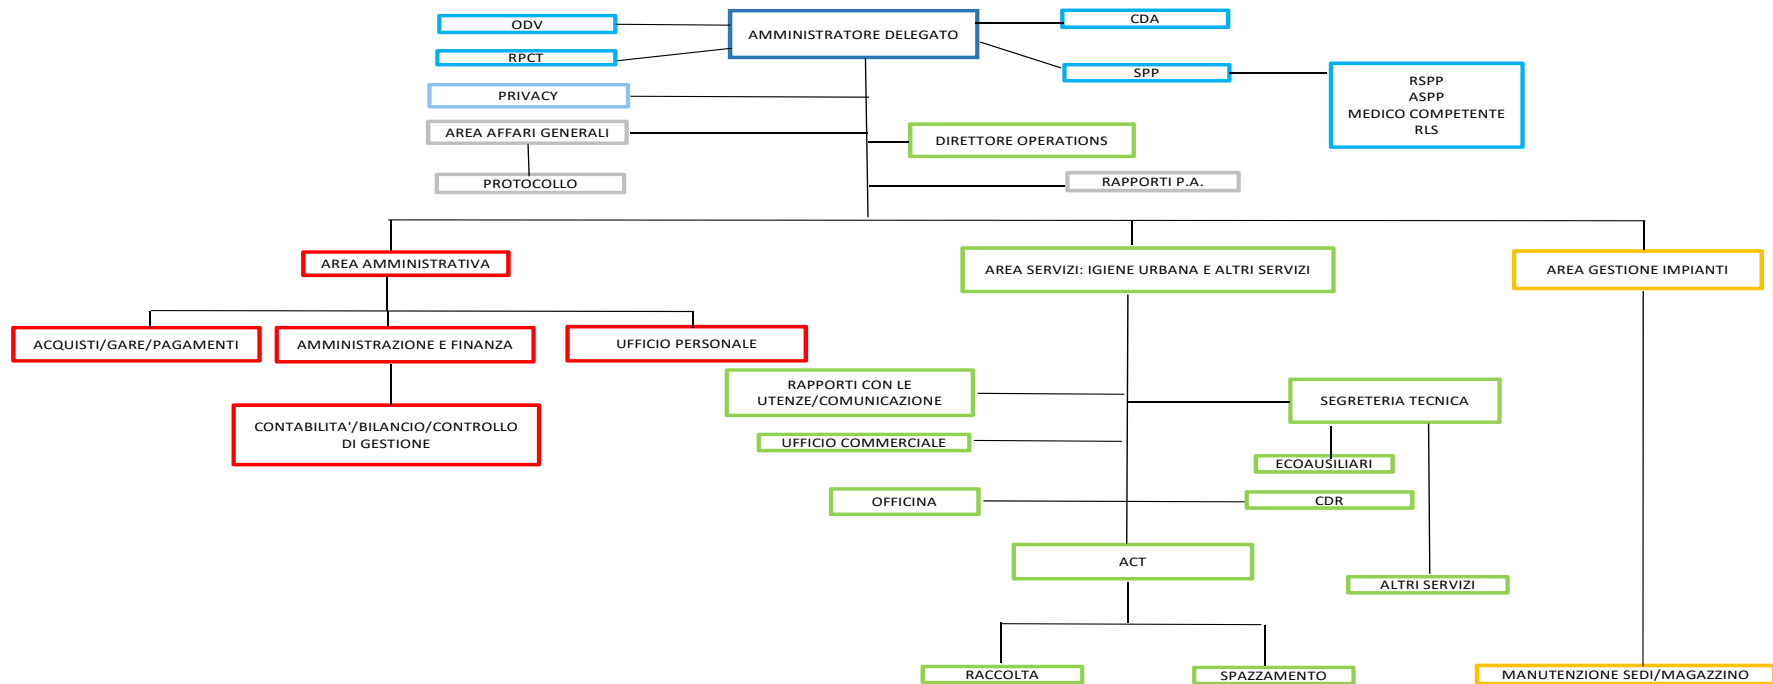 ODV
AMMINISTRATORE DELEGATO
CDA
RPCT
SPP
RSPP
ASPP
MEDICO COMPETENTE
RLS
PRIVACY
AREA AFFARI GENERALI
DIRETTORE OPERATIONS
PROTOCOLLO
RAPPORTI P.A.
AREA AMMINISTRATIVA
AREA SERVIZI: IGIENE URBANA E ALTRI SERVIZI
AREA GESTIONE IMPIANTI
ACQUISTI/GARE/PAGAMENTI
AMMINISTRAZIONE E FINANZA
UFFICIO PERSONALE
CONTABILITA'/BILANCIO/CONTROLLO
DI GESTIONE
RAPPORTI CON LE
UTENZE/COMUNICAZIONE
SEGRETERIA TECNICA
UFFICIO COMMERCIALE
ECOAUSILIARI
OFFICINA
CDR
ACT
ALTRI SERVIZI
RACCOLTA
SPAZZAMENTO
MANUTENZIONE SEDI/MAGAZZINO